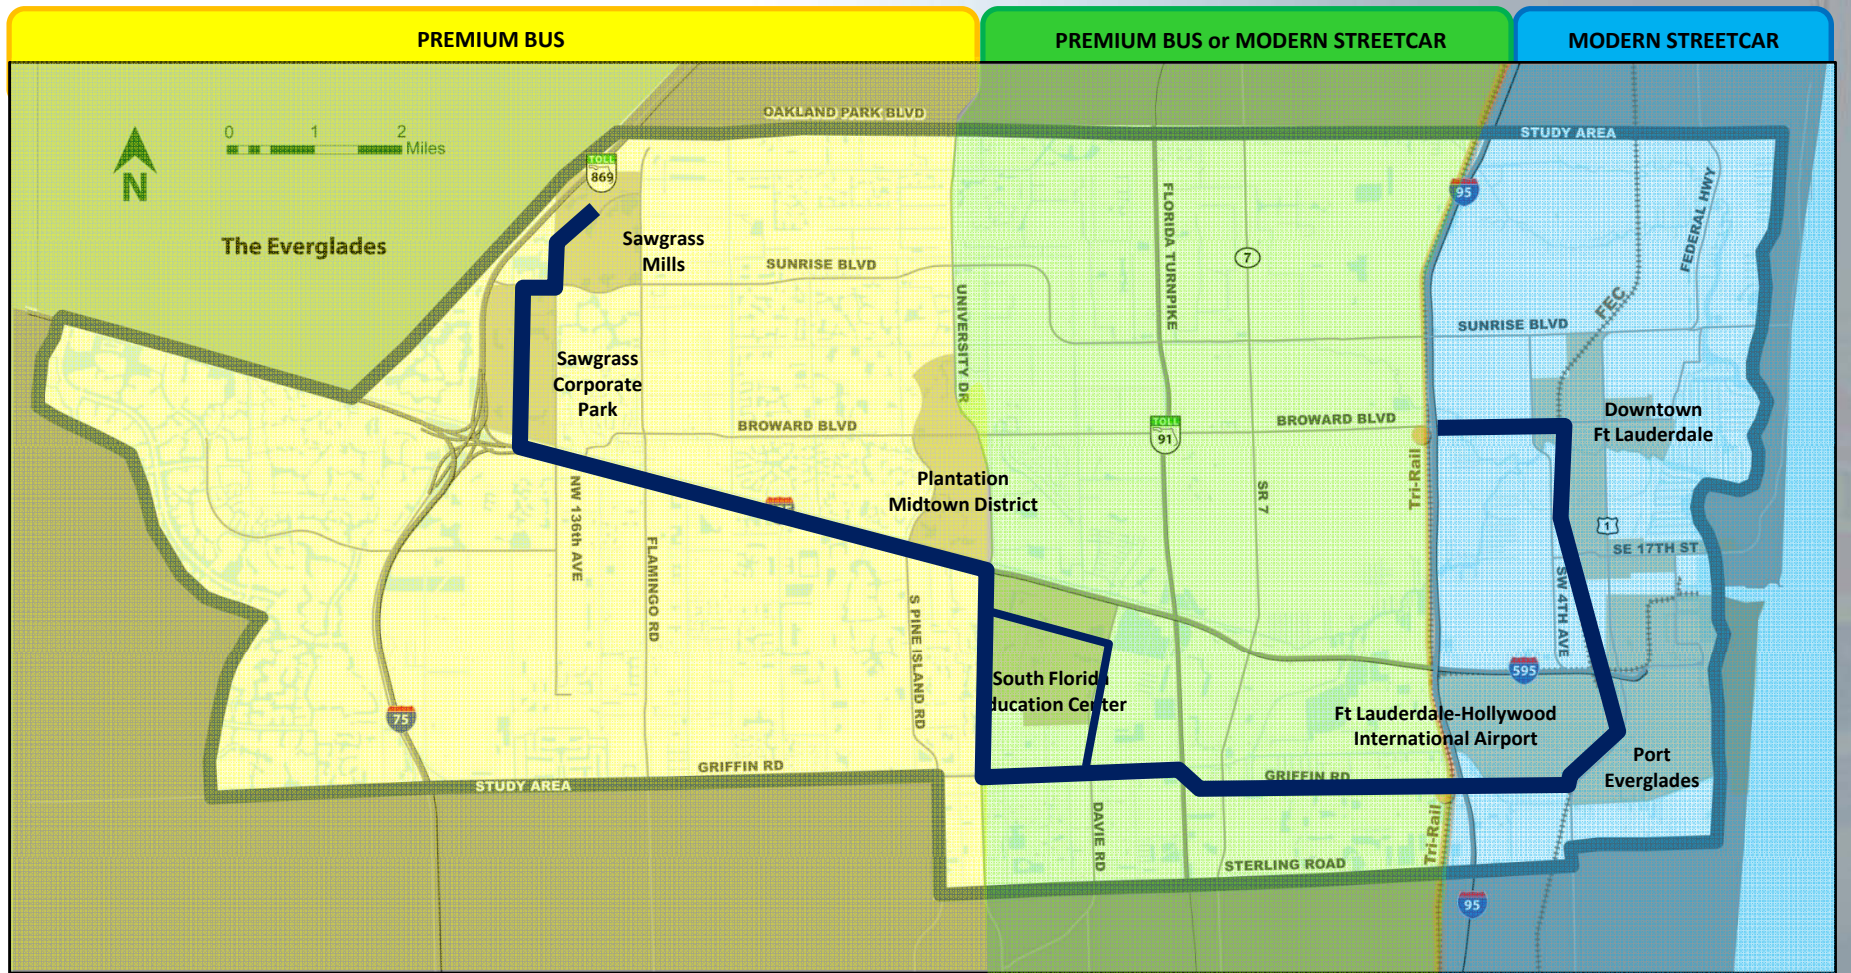 PREMIUM BUS
PREMIUM BUS or MODERN STREETCAR
MODERN STREETCAR
OAKLAND PARK BLVD
STUDY AREA
0 1 2
Miles
N
TOLL
869
95
FLORIDA TURNPIKE
FEDERAL HWY
The Everglades
Sawgrass
Mills
SUNRISE BLVD
7
UNIVERSITY DR
FEC
SUNRISE BLVD
Sawgrass
Corporate
Park
BROWARD BLVD
TOLL
91
BROWARD BLVD
Downtown
Ft Lauderdale
Tri-Rail
Plantation
Midtown District
NW 136th AVE
SR 7
1
SE 17TH ST
FLAMINGO RD
S PINE ISLAND RD
SW 4TH AVE
South Florida
ducation Center
595
75
Ft Lauderdale-Hollywood
International Airport
Port
Everglades
GRIFFIN RD
GRIFFIN RD
STUDY AREA
DAVIE RD
Tri-Rail
STERLING ROAD
95